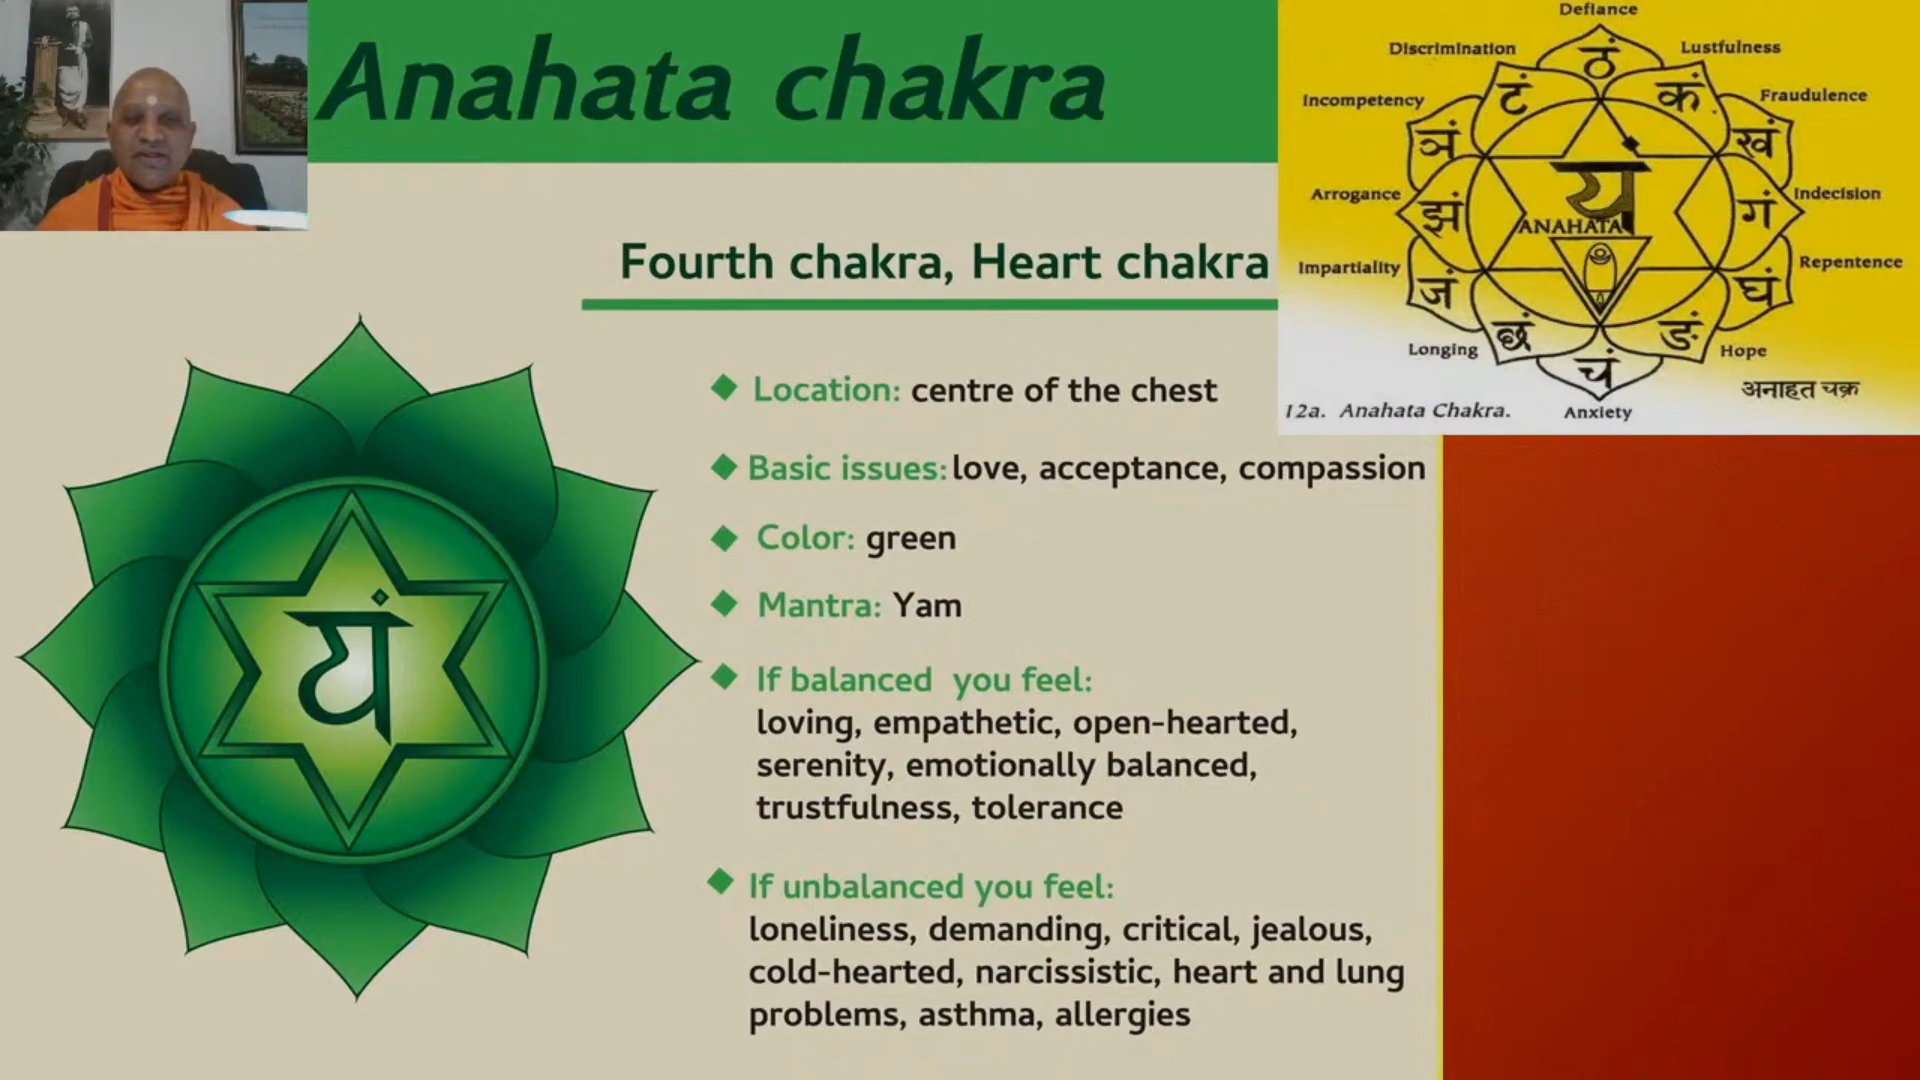 Anahata chakra
Fourth chakra, Heart chakra
Location: centre of the chest
Basic issues: love, acceptance, compassion
Color: green
Mantra: Yam
If balanced you feel:
loving, empathetic, open-hearted,
serenity, emotionally balanced,
trustfulness, tolerance
If unbalanced you feel:
loneliness, demanding, critical, jealous,
cold-hearted, narcissistic, heart and lung
problems, asthma, allergies
यं
Defiance
Discrimination
Lustfulness
Incompetency
Fraudulence
Arrogance
Indecision
Impartiality
Repentence
Longing
Hope
Anxiety
ठं
टं
कं
ञं
खं
झं
गं
जं
घं
छं
ङं
चं
यं
ANAHATA
12a. Anahata Chakra.
अनाहत चक्र